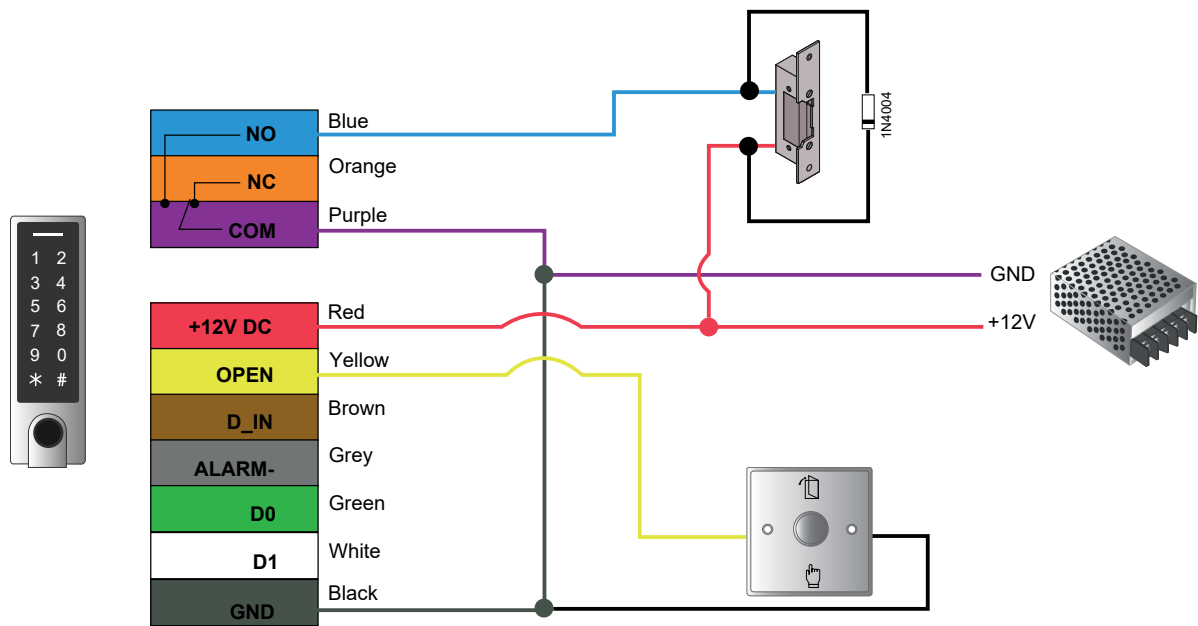 1 2
3 4
5 6
7 8
9 0
* #
NO
Blue
NC
Orange
COM
Purple
+12V DC
Red
OPEN
Yellow
D_IN
Brown
ALARM-
Grey
D0
Green
D1
White
GND
Black
1N4004
GND
+12V